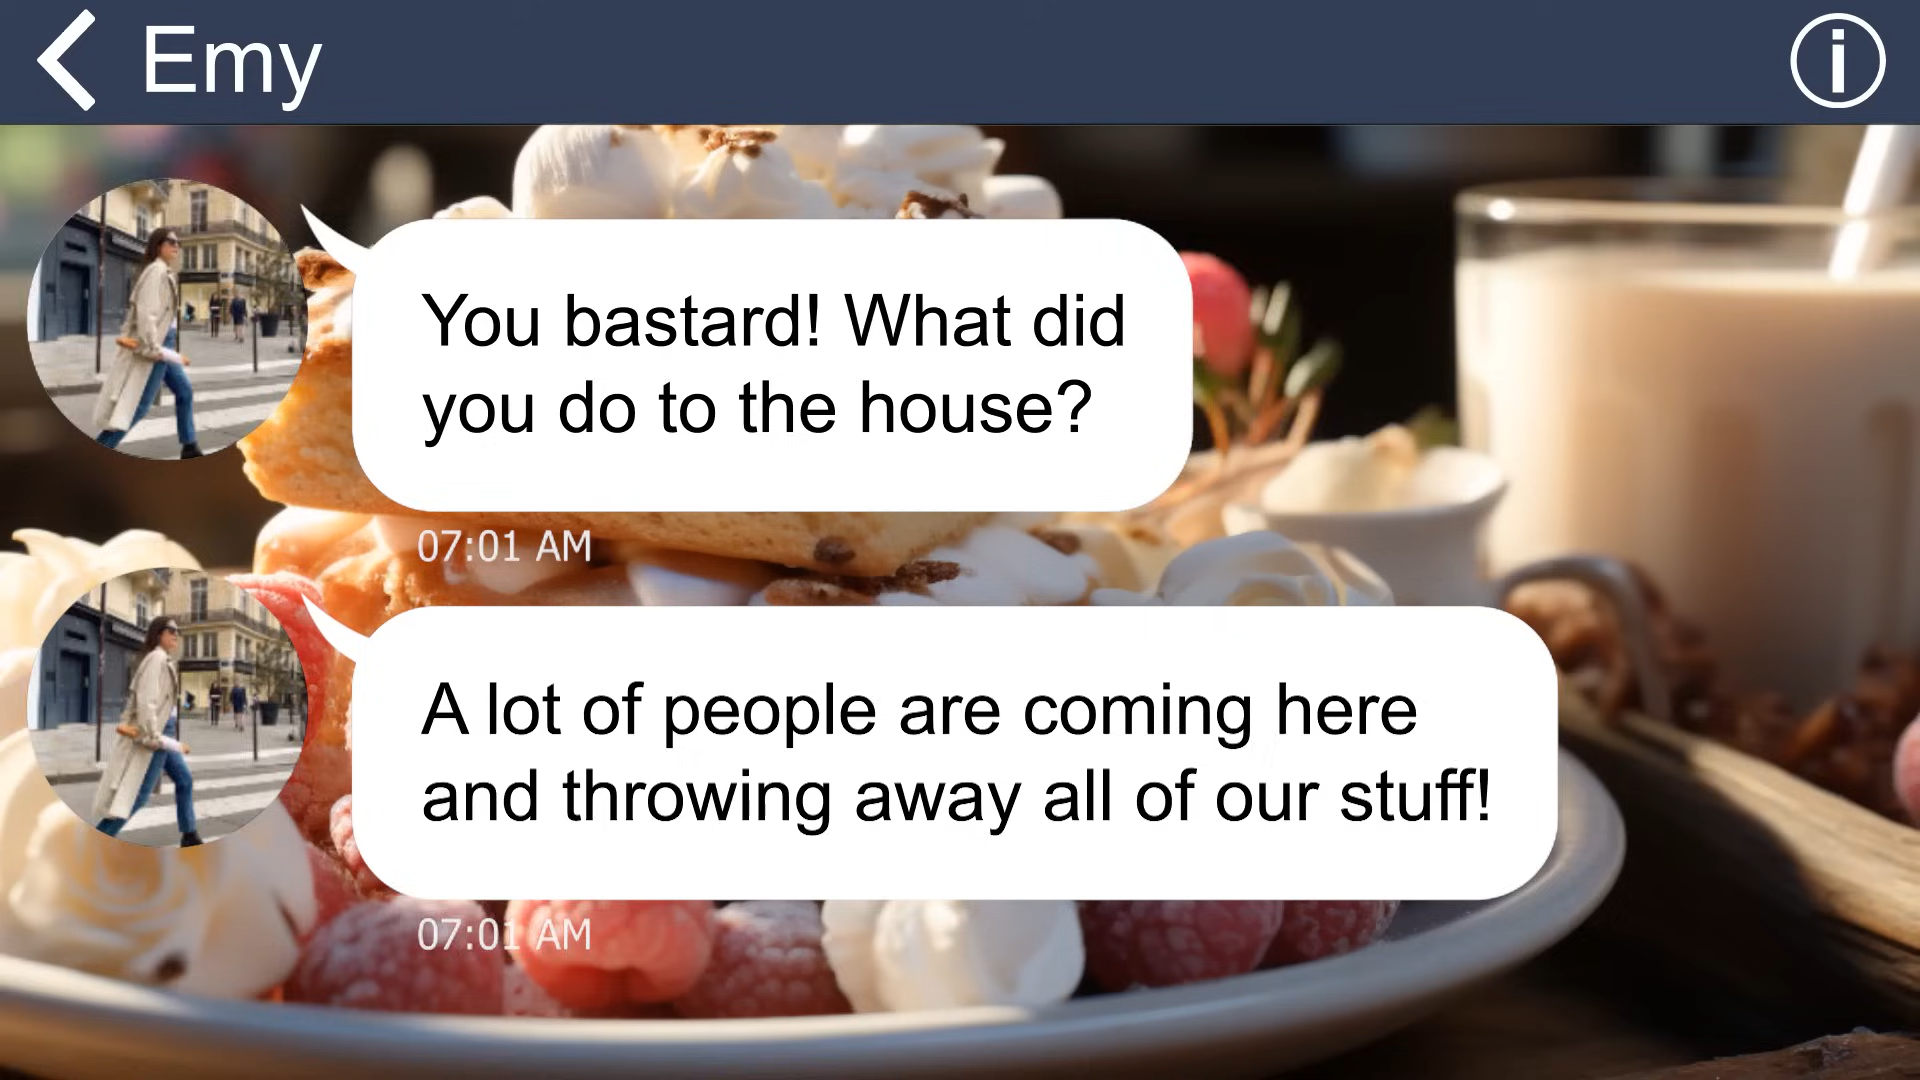 Emy
You bastard! What did
you do to the house?
07:01 AM
A lot of people are coming here
and throwing away all of our stuff!
07:01 AM